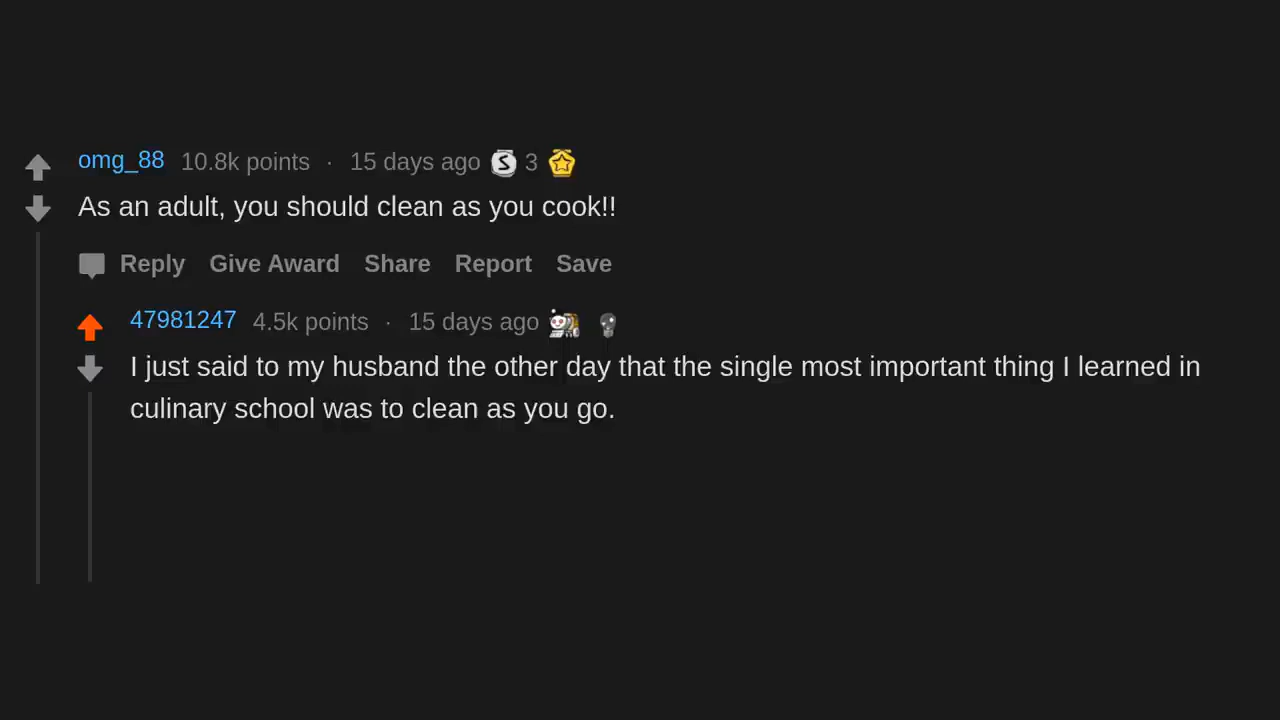 omg_88 10.8k points · 15 days ago 3
As an adult, you should clean as you cook!!
Reply Give Award Share Report Save
47981247 4.5k points · 15 days ago
I just said to my husband the other day that the single most important thing I learned in
culinary school was to clean as you go.